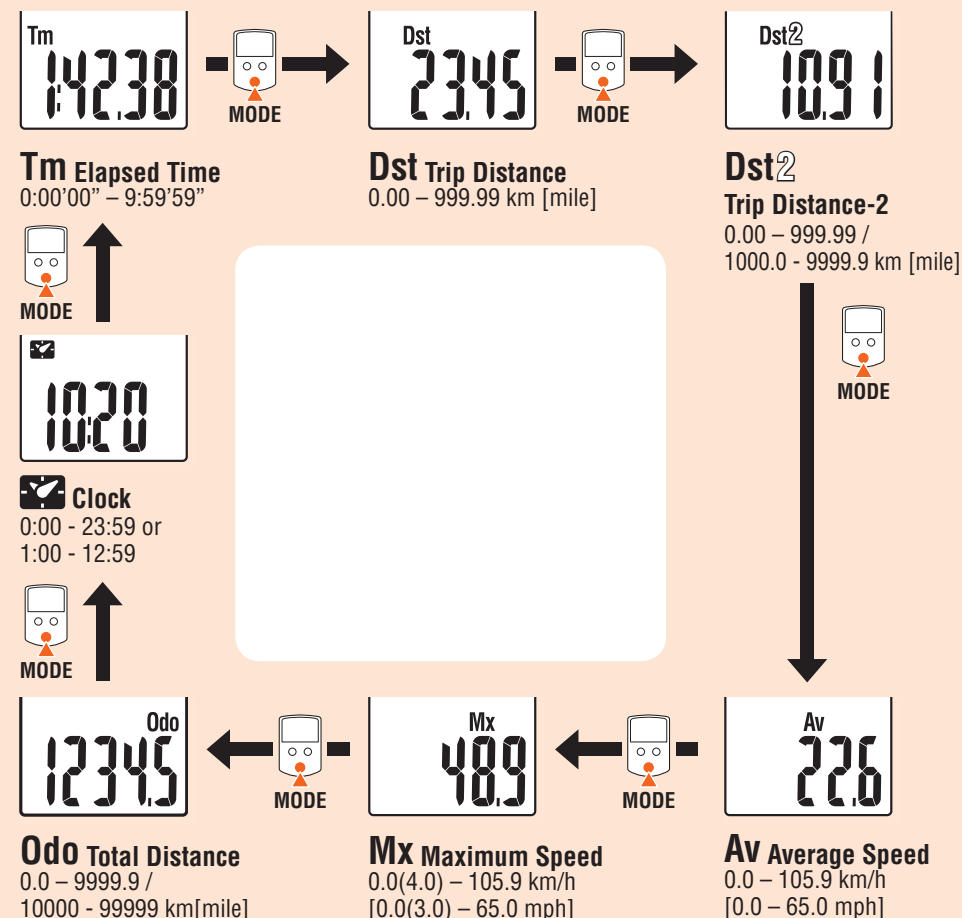 Tm
1:42.38
MODE
Dst
23.45
MODE
Dst2
10.91
Tm Elapsed Time
0:00’00” – 9:59’59”
Dst Trip Distance
0.00 – 999.99 km [mile]
Dst2
Trip Distance-2
0.00 – 999.99 /
1000.0 - 9999.9 km [mile]
MODE
MODE
10:20
Clock
0:00 - 23:59 or
1:00 - 12:59
MODE
Odo
1234.5
MODE
Mx
48.9
MODE
Av
22.6
Odo Total Distance
0.0 – 9999.9 /
10000 - 99999 km[mile]
Mx Maximum Speed
0.0(4.0) – 105.9 km/h
[0.0(3.0) – 65.0 mph]
Av Average Speed
0.0 – 105.9 km/h
[0.0 – 65.0 mph]